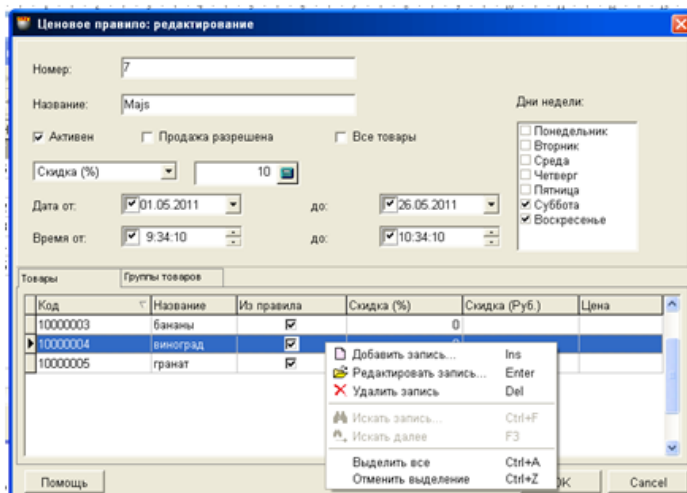 Ценовое правило: редактирование
Номер: 7
Название: Majs
Дни недели:
Активен Продажа разрешена Все товары
Понедельник
Вторник
Среда
Четверг
Пятница
Суббота
Воскресенье
Скидка (%) 10
Дата от: 01.05.2011 до: 26.05.2011
Время от: 9:34:10 до: 10:34:10
Товары Группы товаров
Код Название Из правила Скидка (%) Скидка (Руб.) Цена
10000003 бананы 0
10000004 виноград
10000005 гранат
Добавить запись... Ins
Редактировать запись... Enter
Удалить запись Del
Искать запись... Ctrl+F
Искать далее F3
Выделить все Ctrl+A
Отменить выделение Ctrl+Z
Помощь Cancel